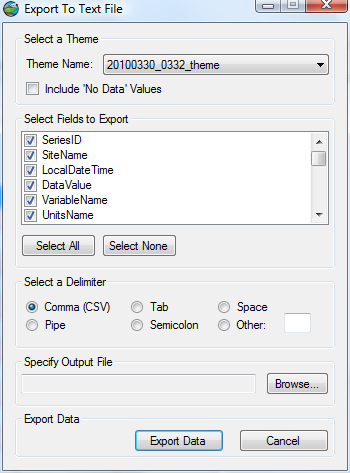 Export To Text File
Select a Theme
Theme Name: 20100330_0332_theme
Include 'No Data' Values
Select Fields to Export
SeriesID
SiteName
LocalDateTime
DataValue
VariableName
UnitsName
Select All Select None
Select a Delimiter
Comma (CSV) Tab Space
Pipe Semicolon Other:
Specify Output File
Browse...
Export Data
Export Data Cancel